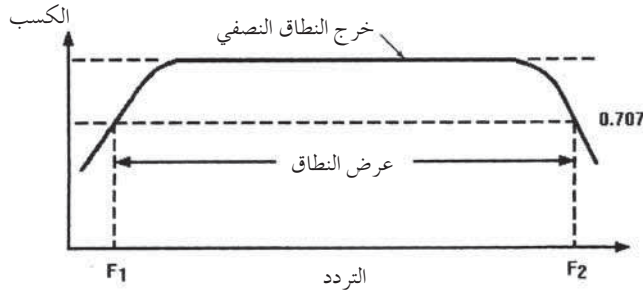 الكسب
خرج النطاق النصفي
0.707
عرض النطاق
F1
التردد
F2